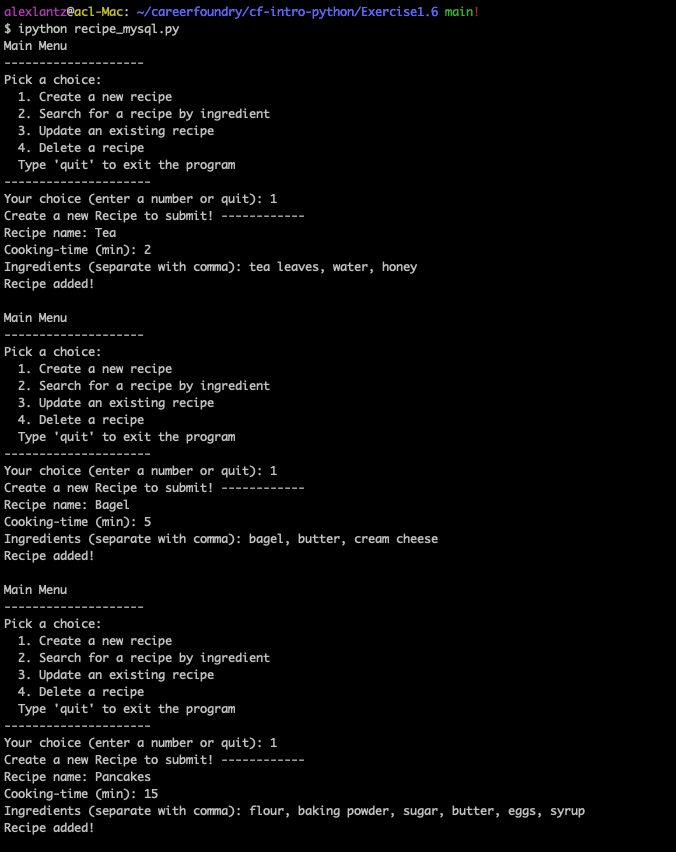 alexlantz@acl-Mac: ~/careerfoundry/cf-intro-python/Exercise1.6 main!
$ ipython recipe_mysql.py
Main Menu
--------------------
Pick a choice:
  1. Create a new recipe
  2. Search for a recipe by ingredient
  3. Update an existing recipe
  4. Delete a recipe
  Type 'quit' to exit the program
---------------------
Your choice (enter a number or quit): 1
Create a new Recipe to submit! ------------
Recipe name: Tea
Cooking-time (min): 2
Ingredients (separate with comma): tea leaves, water, honey
Recipe added!

Main Menu
--------------------
Pick a choice:
  1. Create a new recipe
  2. Search for a recipe by ingredient
  3. Update an existing recipe
  4. Delete a recipe
  Type 'quit' to exit the program
---------------------
Your choice (enter a number or quit): 1
Create a new Recipe to submit! ------------
Recipe name: Bagel
Cooking-time (min): 5
Ingredients (separate with comma): bagel, butter, cream cheese
Recipe added!

Main Menu
--------------------
Pick a choice:
  1. Create a new recipe
  2. Search for a recipe by ingredient
  3. Update an existing recipe
  4. Delete a recipe
  Type 'quit' to exit the program
---------------------
Your choice (enter a number or quit): 1
Create a new Recipe to submit! ------------
Recipe name: Pancakes
Cooking-time (min): 15
Ingredients (separate with comma): flour, baking powder, sugar, butter, eggs, syrup
Recipe added!